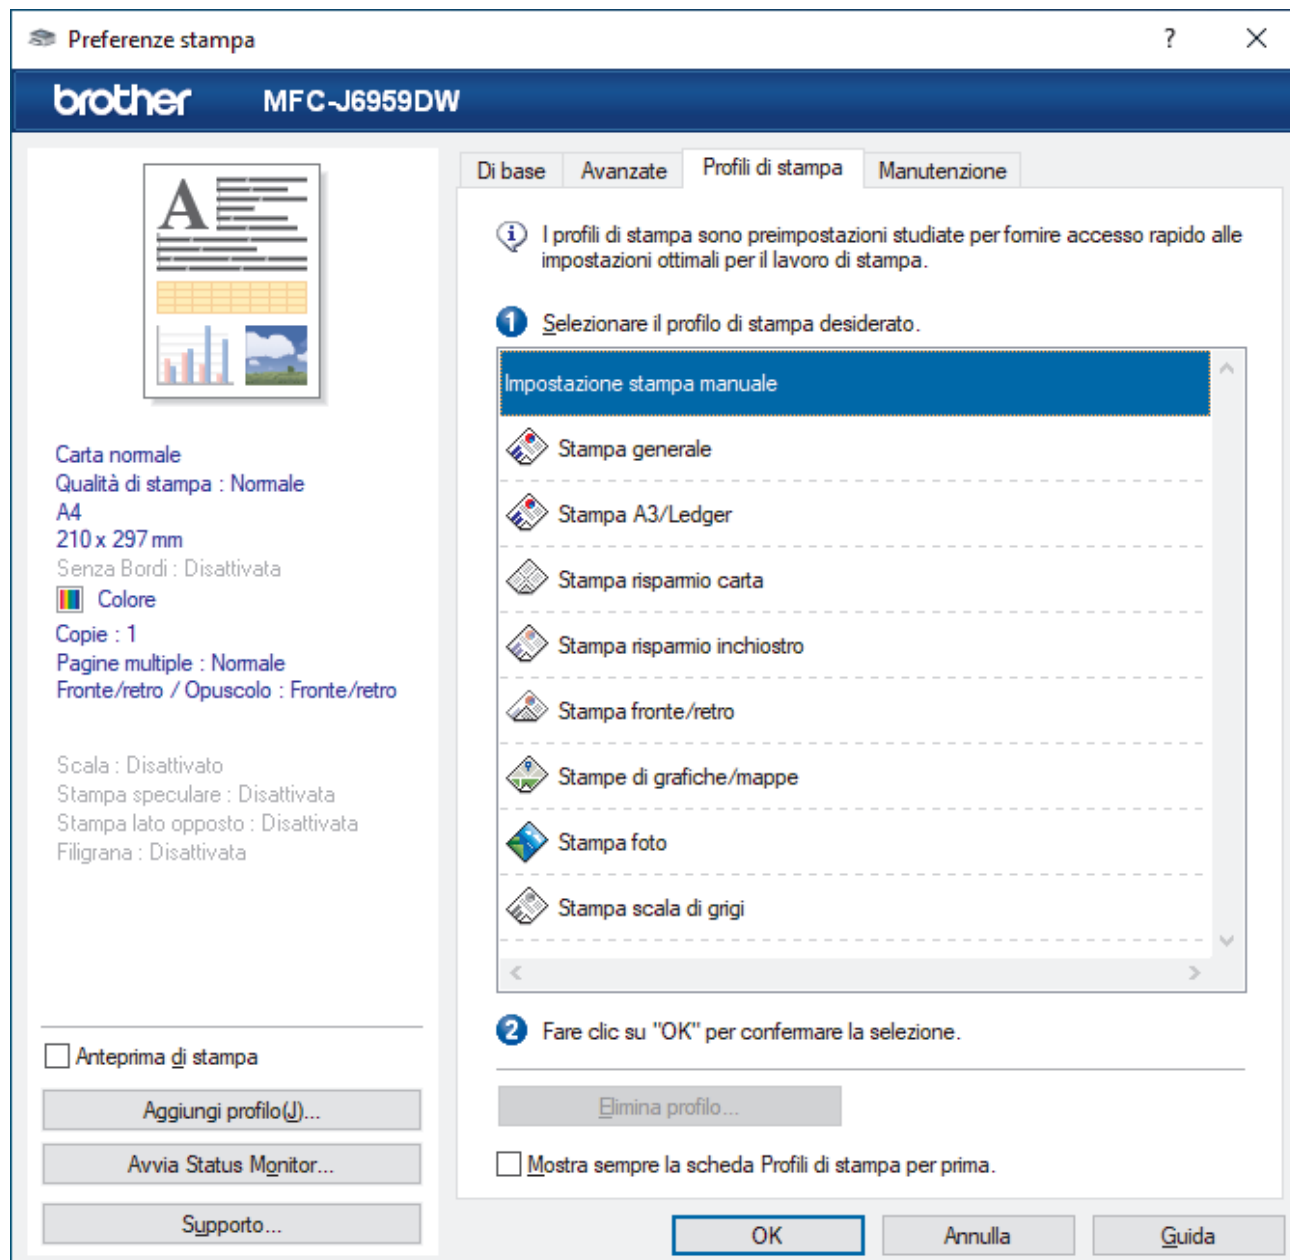 Preferenze stampa
?
brother MFC-J6959DW
A
Carta normale
Qualità di stampa : Normale
A4
210 x 297 mm
Senza Bordi : Disattivata
Colore
Copie : 1
Pagine multiple : Normale
Fronte/retro / Opuscolo : Fronte/retro
Scala : Disattivato
Stampa speculare : Disattivata
Stampa lato opposto : Disattivata
Filigrana : Disattivata
Anteprima di stampa
Aggiungi profilo(J)...
Avvia Status Monitor...
Supporto...
Di base Avanzate Profili di stampa Manutenzione
I profili di stampa sono preimpostazioni studiate per fornire accesso rapido alle
impostazioni ottimali per il lavoro di stampa.
1 Selezionare il profilo di stampa desiderato.
Impostazione stampa manuale
Stampa generale
Stampa A3/Ledger
Stampa risparmio carta
Stampa risparmio inchiostro
Stampa fronte/retro
Stampe di grafiche/mappe
Stampa foto
Stampa scala di grigi
2 Fare clic su "OK" per confermare la selezione.
Elimina profilo...
Mostra sempre la scheda Profili di stampa per prima.
OK Annulla Guida